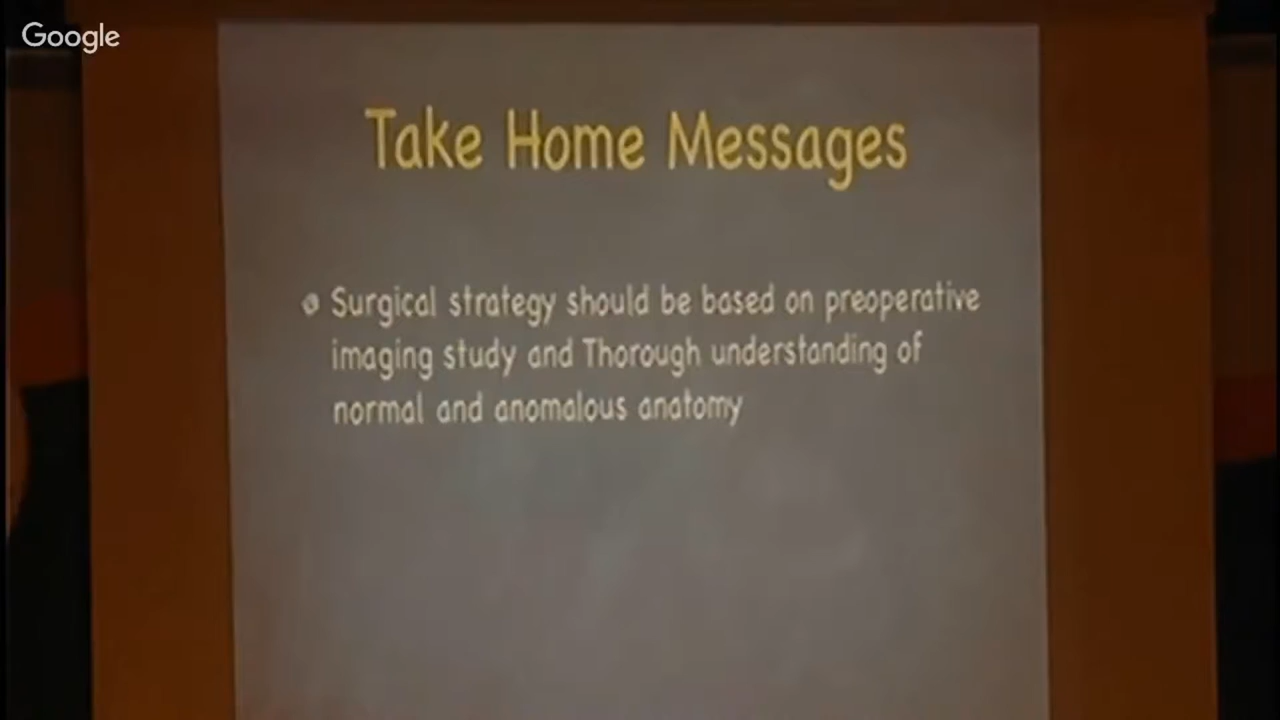 Google
Take Home Messages
Surgical strategy should be based on preoperative
imaging study and Thorough understanding of
normal and anomalous anatomy